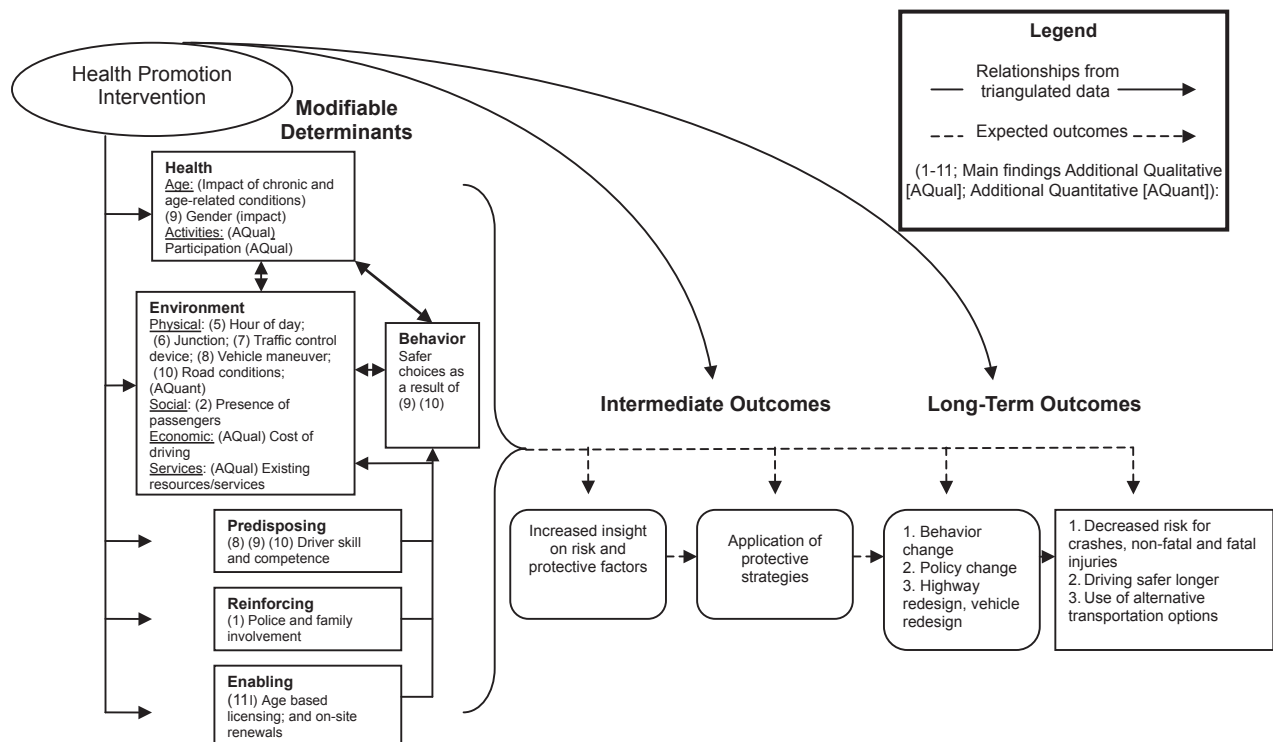 Health Promotion
Intervention
Modifiable
Determinants
Health
Age: (Impact of chronic and
age-related conditions)
(9) Gender (impact)
Activities: (AQual)
Participation (AQual)
Environment
Physical: (5) Hour of day;
(6) Junction; (7) Traffic control
device; (8) Vehicle maneuver;
(10) Road conditions;
(AQuant)
Social: (2) Presence of
passengers
Economic: (AQual) Cost of
driving
Services: (AQual) Existing
resources/services
Behavior
Safer
choices as
a result of
(9) (10)
Predisposing
(8) (9) (10) Driver skill
and competence
Reinforcing
(1) Police and family
involvement
Enabling
(11l) Age based
licensing; and on-site
renewals
Legend
Relationships from
triangulated data
Expected outcomes
(1-11; Main findings Additional Qualitative
[AQual]; Additional Quantitative [AQuant]):
Intermediate Outcomes
Long-Term Outcomes
Increased insight
on risk and
protective factors
Application of
protective
strategies
1. Behavior
change
2. Policy change
3. Highway
redesign, vehicle
redesign
1. Decreased risk for
crashes, non-fatal and fatal
injuries
2. Driving safer longer
3. Use of alternative
transportation options